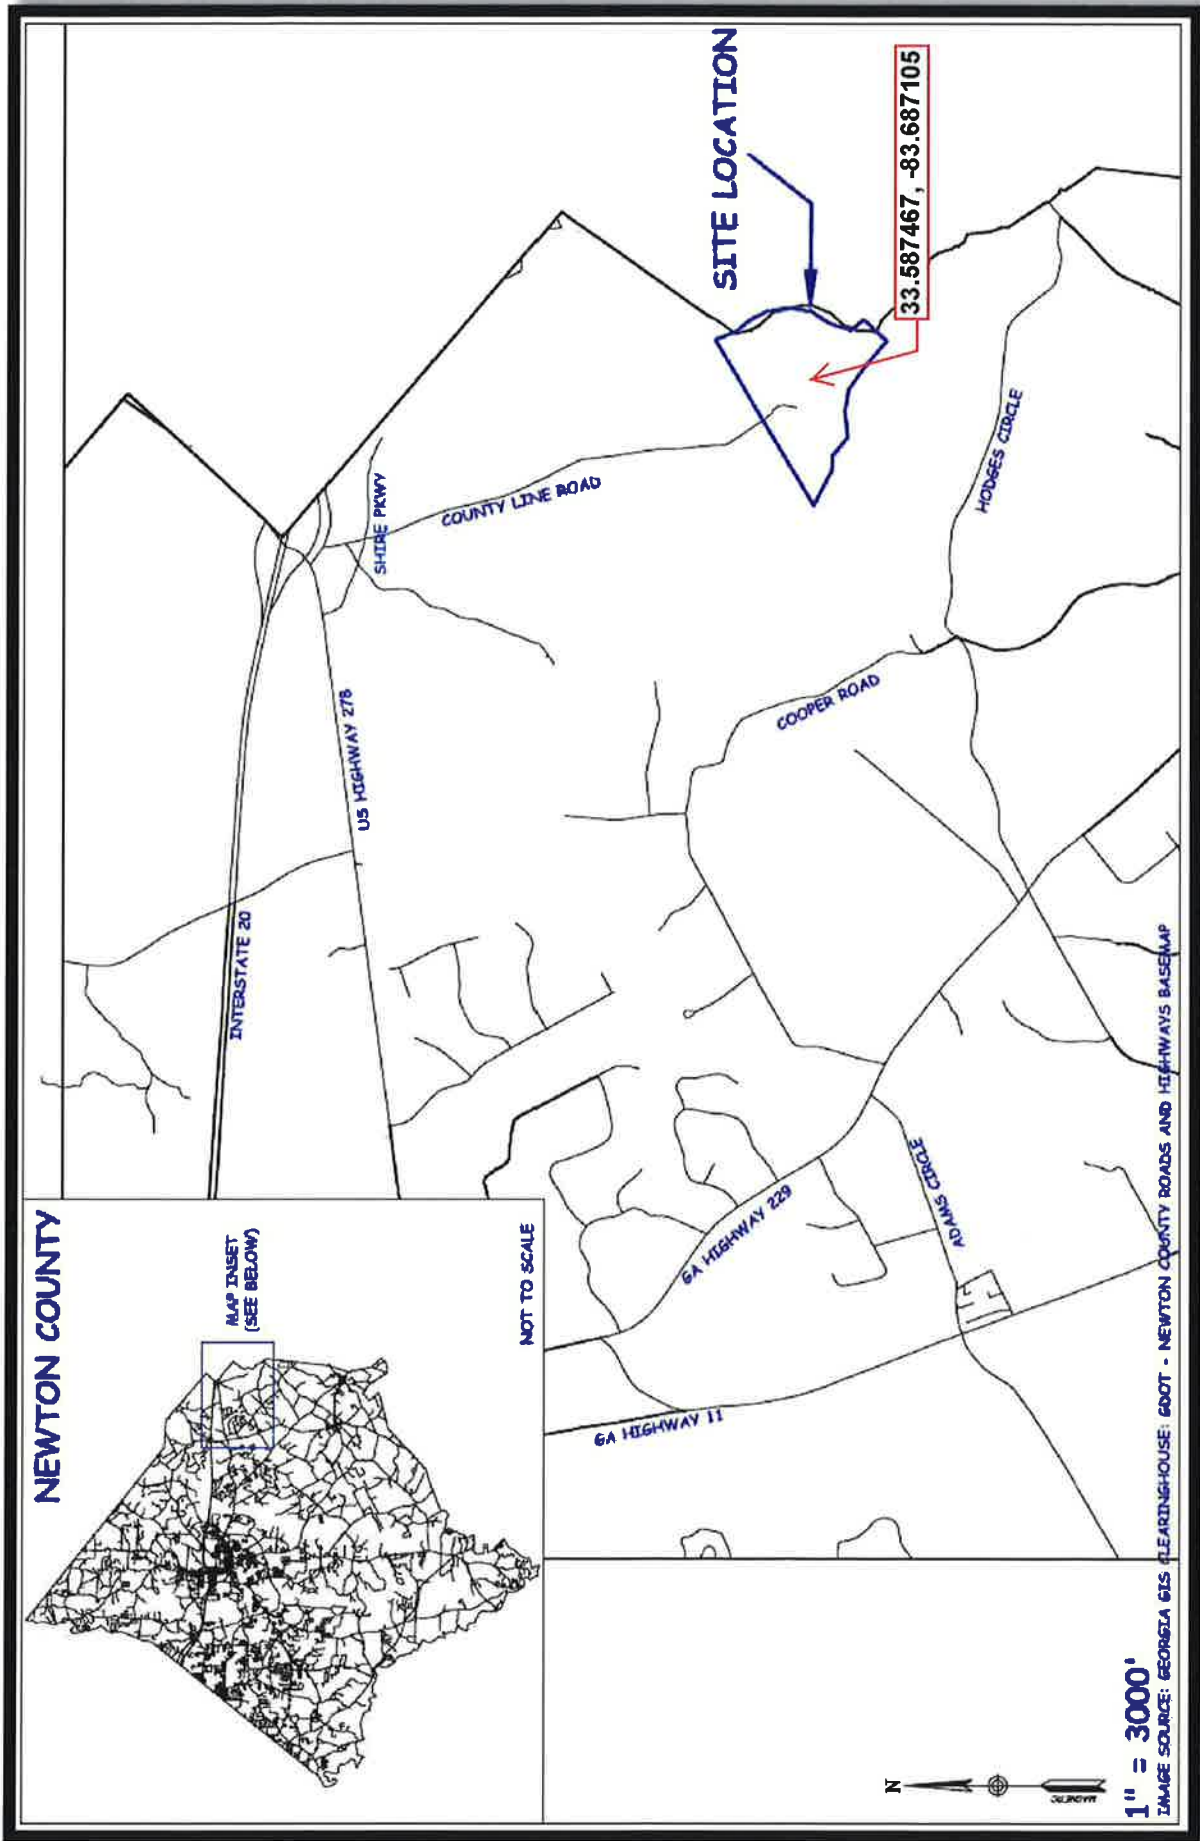 NEWTON COUNTY
MAP INSET
(SEE BELOW)
NOT TO SCALE
INTERSTATE 20
US HIGHWAY 278
SHIRE PKWY
COUNTY LINE ROAD
SITE LOCATION
33.587467, -83.687105
HODGES CIRCLE
COOPER ROAD
GA HIGHWAY 229
ADAMS CIRCLE
GA HIGHWAY 11
N
MAGNETIC
1" = 3000'
IMAGE SOURCE: GEORGIA GIS CLEARINGHOUSE: GDOT - NEWTON COUNTY ROADS AND HIGHWAYS BASEMAP